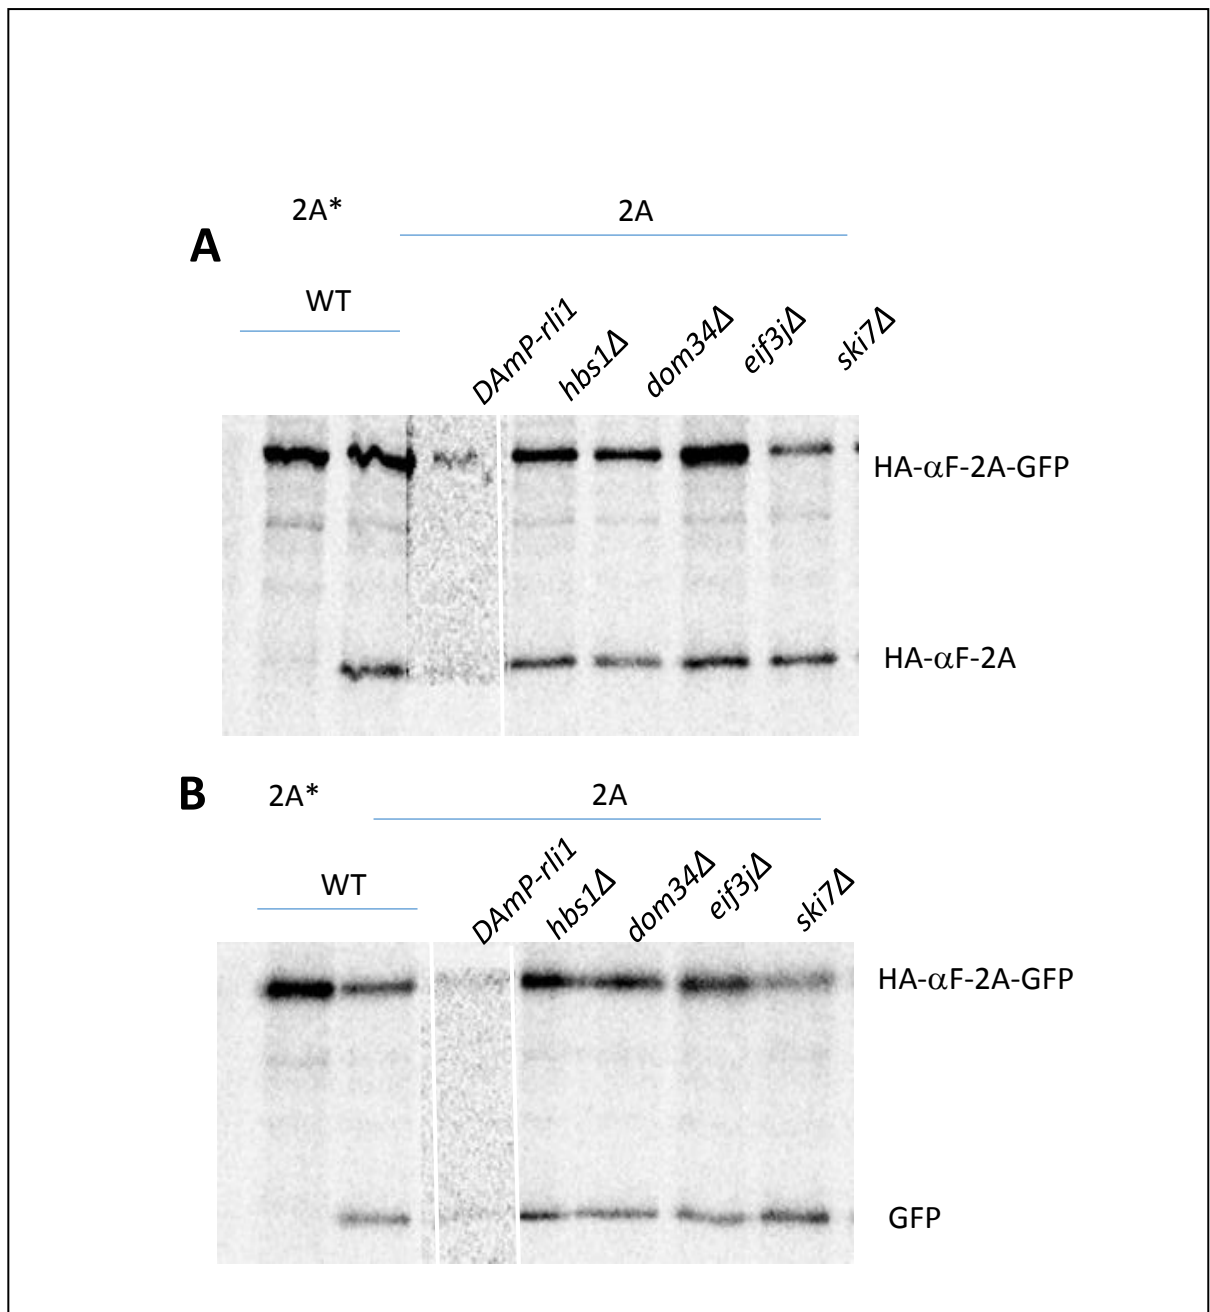 2A*
2A
A
WT
DAmP-rli1
hbs1Δ
dom34Δ
eif3jΔ
ski7Δ
HA-αF-2A-GFP
HA-αF-2A
B
2A*
2A
WT
DAmP-rli1
hbs1Δ
dom34Δ
eif3jΔ
ski7Δ
HA-αF-2A-GFP
GFP